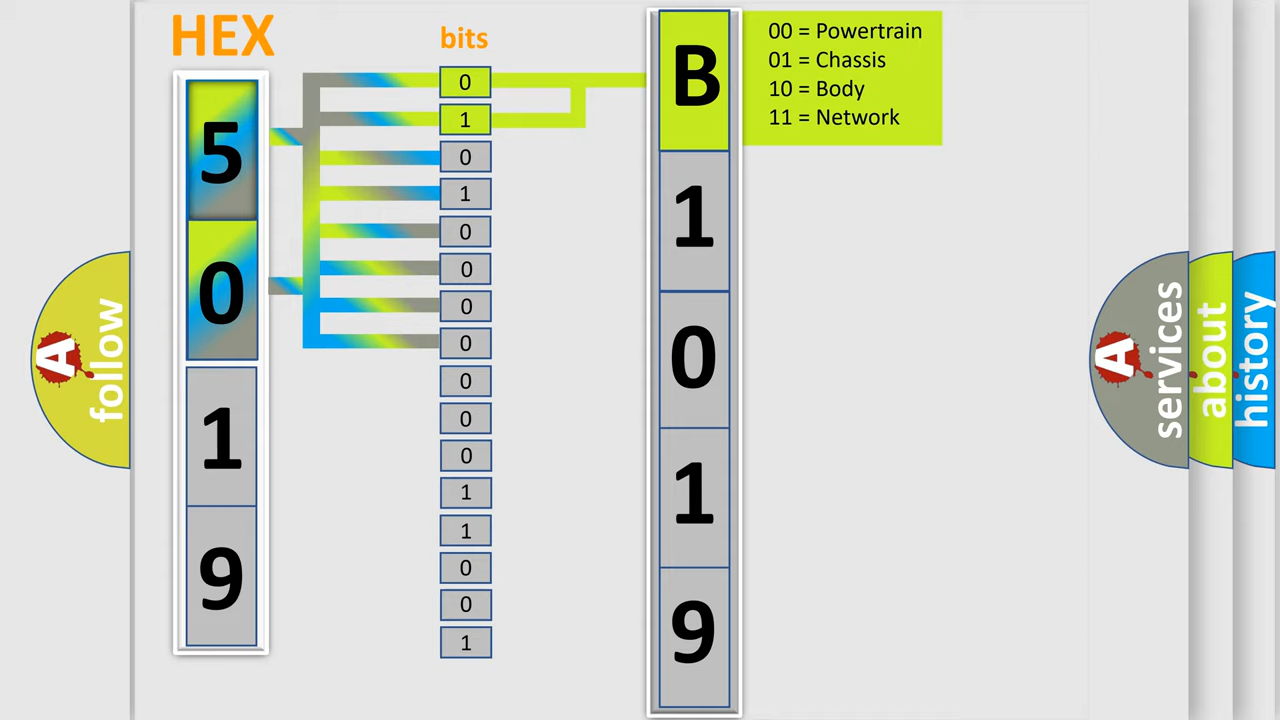 HEX
bits
5
0
1
9
0
1
0
1
0
0
0
0
0
0
0
1
1
0
0
1
B
1
0
1
9
00 = Powertrain
01 = Chassis
10 = Body
11 = Network
A
follow
A
services
about
history